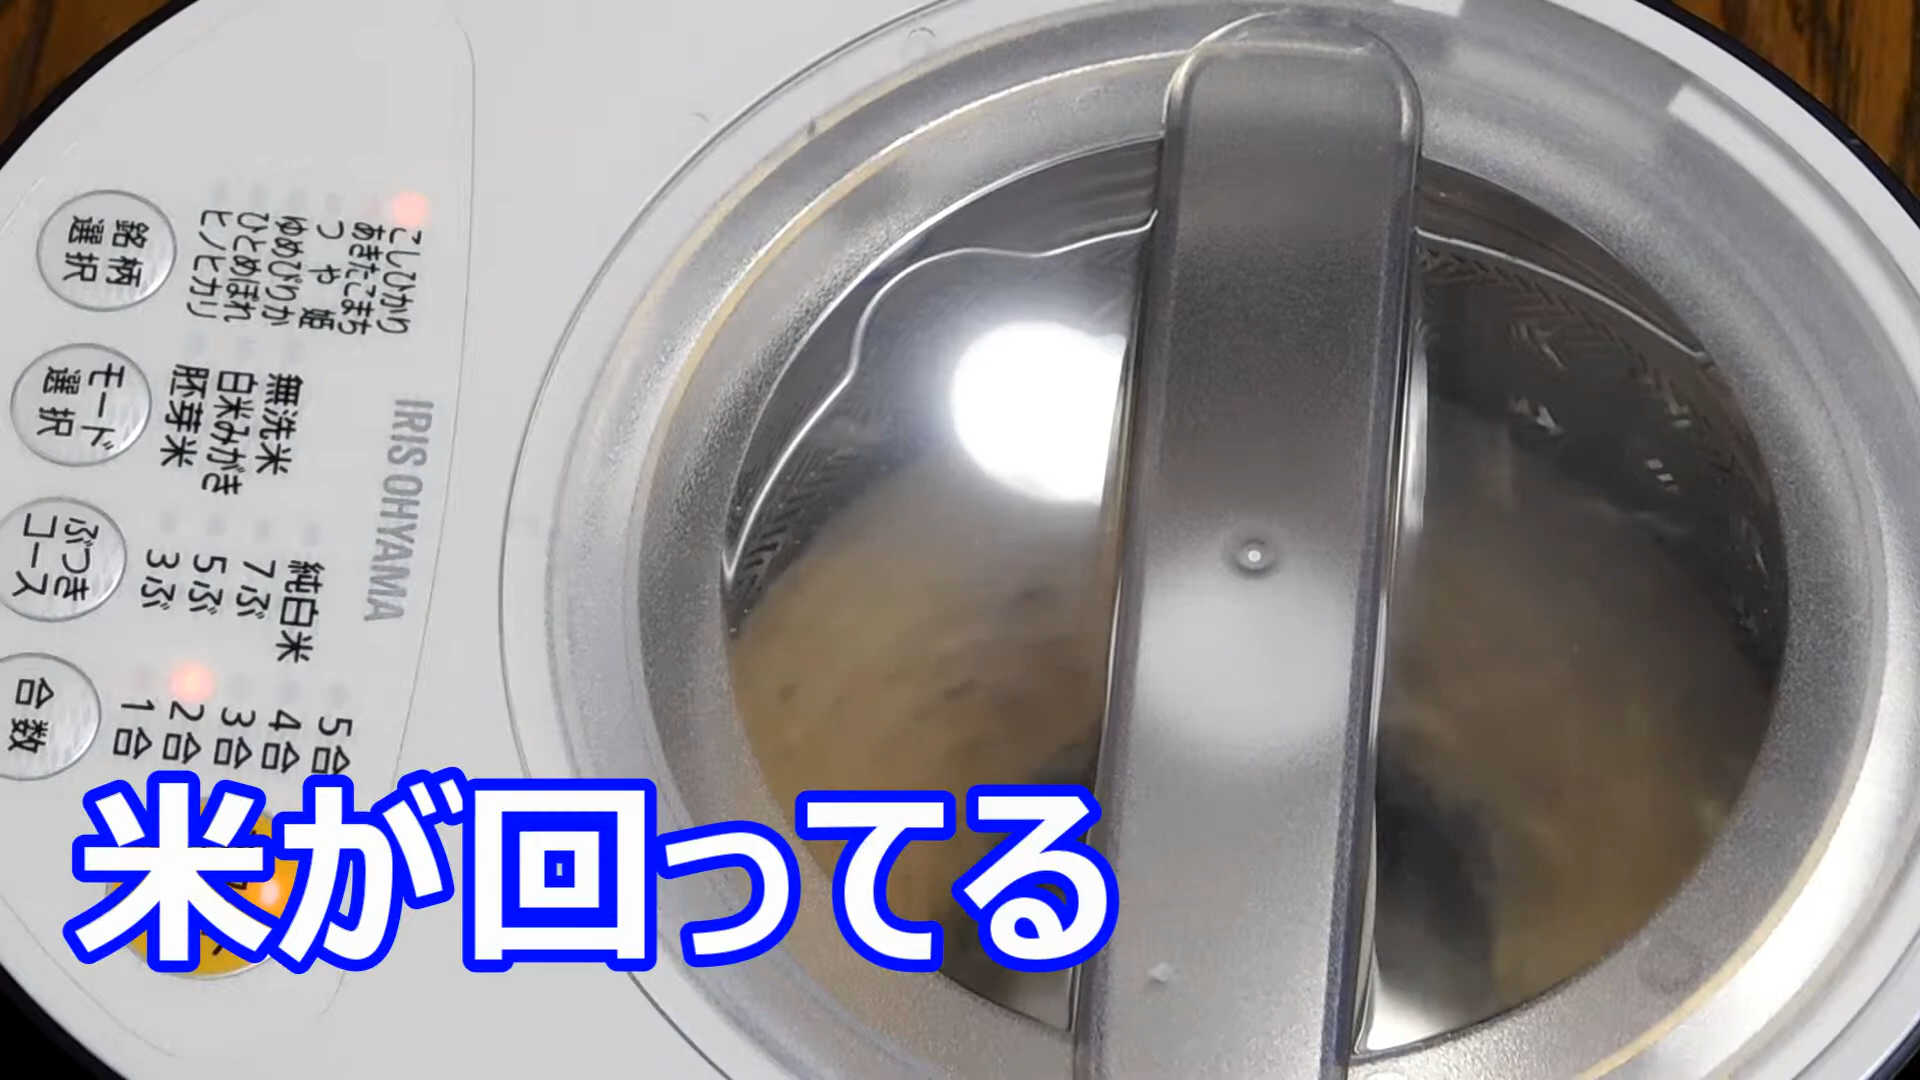 銘柄
選択
こしひかり
あきたこまち
つや姫
ゆめぴりか
ひとめぼれ
ヒノヒカリ
モード
選択
無洗米
白米みがき
胚芽米
ぶつき
コース
純白米
7ぶ
5ぶ
3ぶ
合数
5合
4合
3合
2合
1合
IRIS OHYAMA
米が回ってる